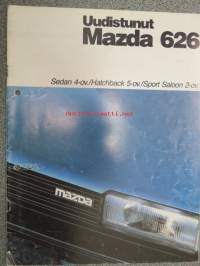 Uudistunut
Mazda 626
Sedan 4-ov./Hatchback 5-ov./Sport Saloon 2-ov.
mazda